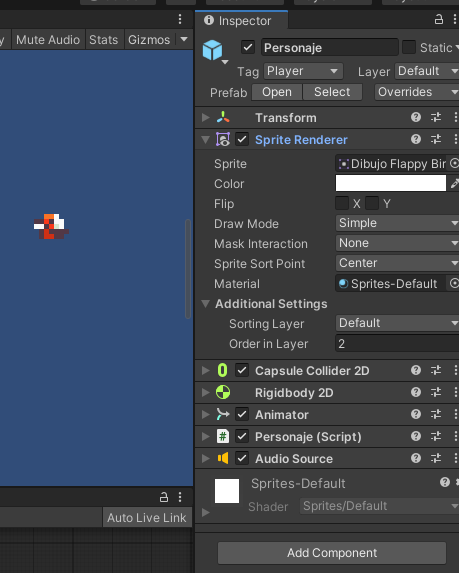 Inspector
Mute Audio Stats Gizmos
Personaje Static
Tag Player Layer Default
Prefab Open Select Overrides
Transform
Sprite Renderer
Sprite Dibujo Flappy Bir
Color
Flip X Y
Draw Mode Simple
Mask Interaction None
Sprite Sort Point Center
Material Sprites-Default
Additional Settings
Sorting Layer Default
Order in Layer 2
Capsule Collider 2D
Rigidbody 2D
Animator
# Personaje (Script)
Audio Source
Sprites-Default
Shader Sprites/Default
Auto Live Link
Add Component